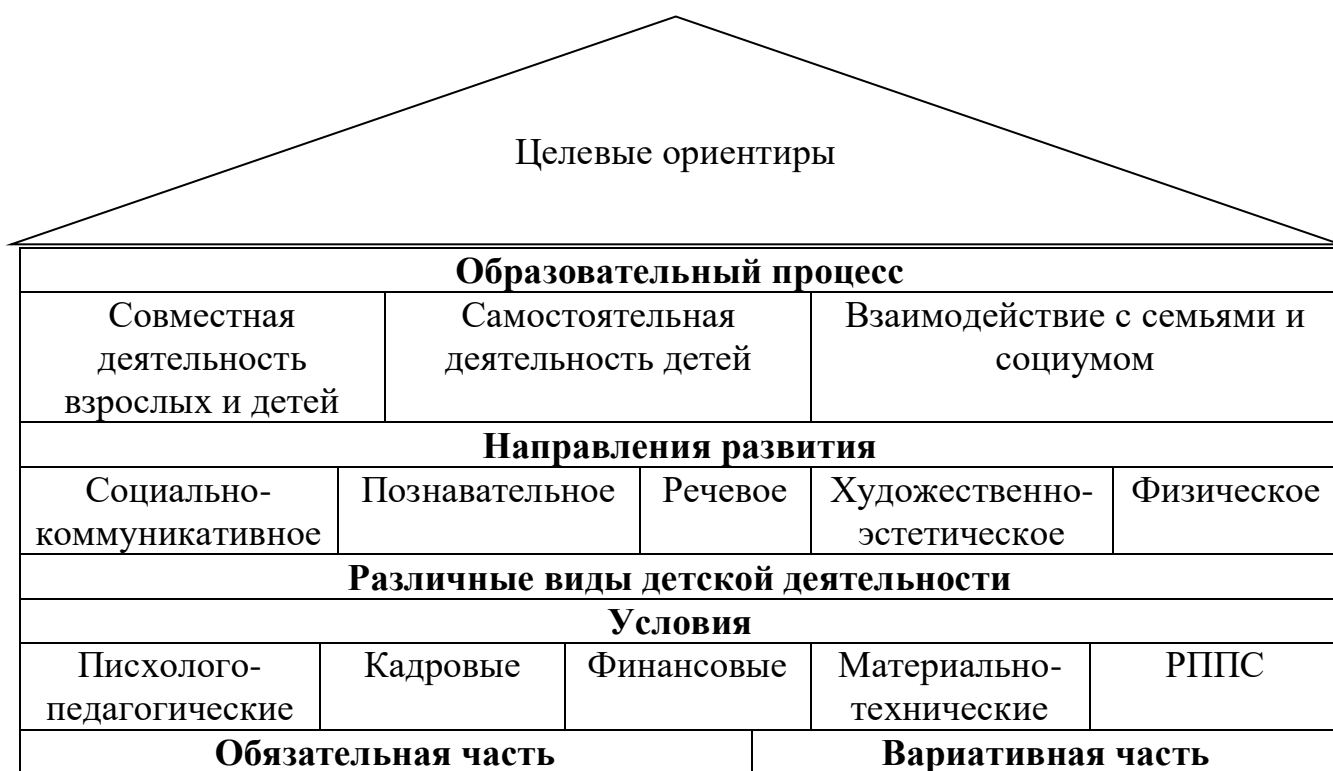 Целевые ориентиры
Образовательный процесс
Совместная
деятельность
взрослых и детей
Самостоятельная
деятельность детей
Взаимодействие с семьями и
социумом
Направления развития
Социально-
коммуникативное
Познавательное
Речевое
Художественно-
эстетическое
Физическое
Различные виды детской деятельности
Условия
Писхолого-
педагогические
Кадровые
Финансовые
Материально-
технические
РППС
Обязательная часть
Вариативная часть